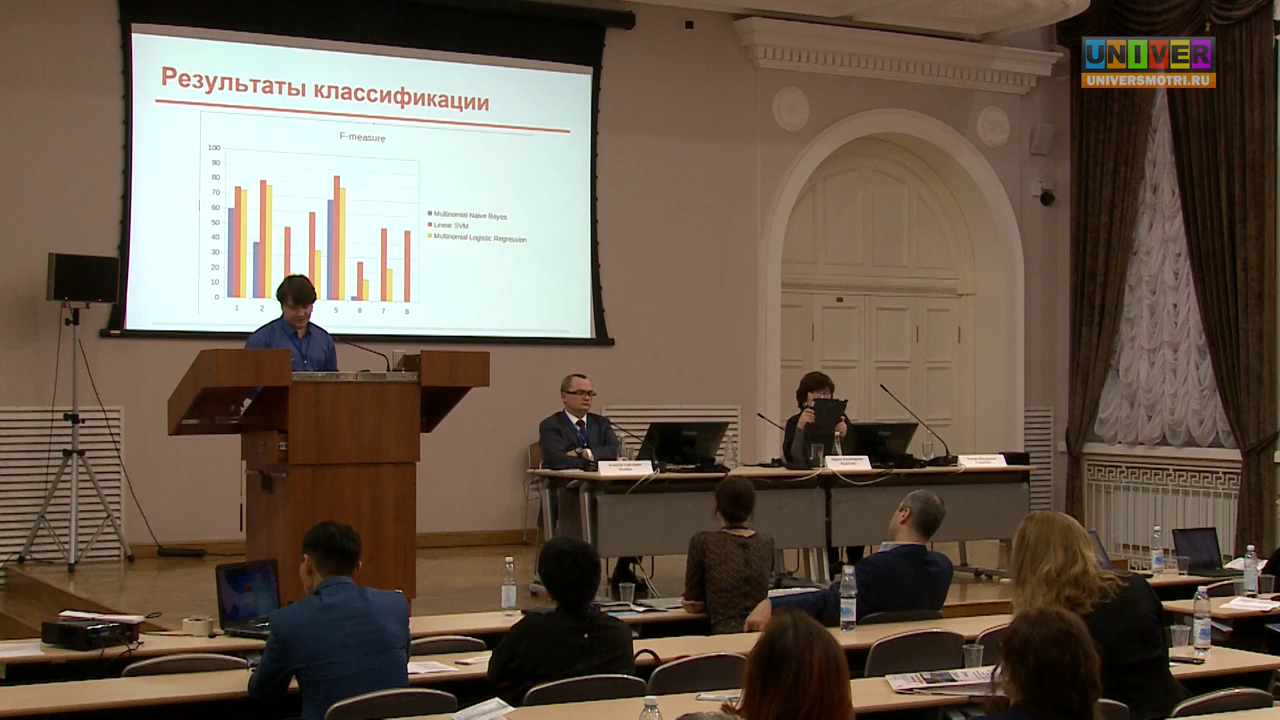 UNIVER
UNIVERSMOTRI.RU
Результаты классификации
F-measure
100
90
80
70
60
50
40
30
20
10
0
1 2 5 6 7 8
Multinomial Naive Bayes
Linear SVM
Multinomial Logistic Regression